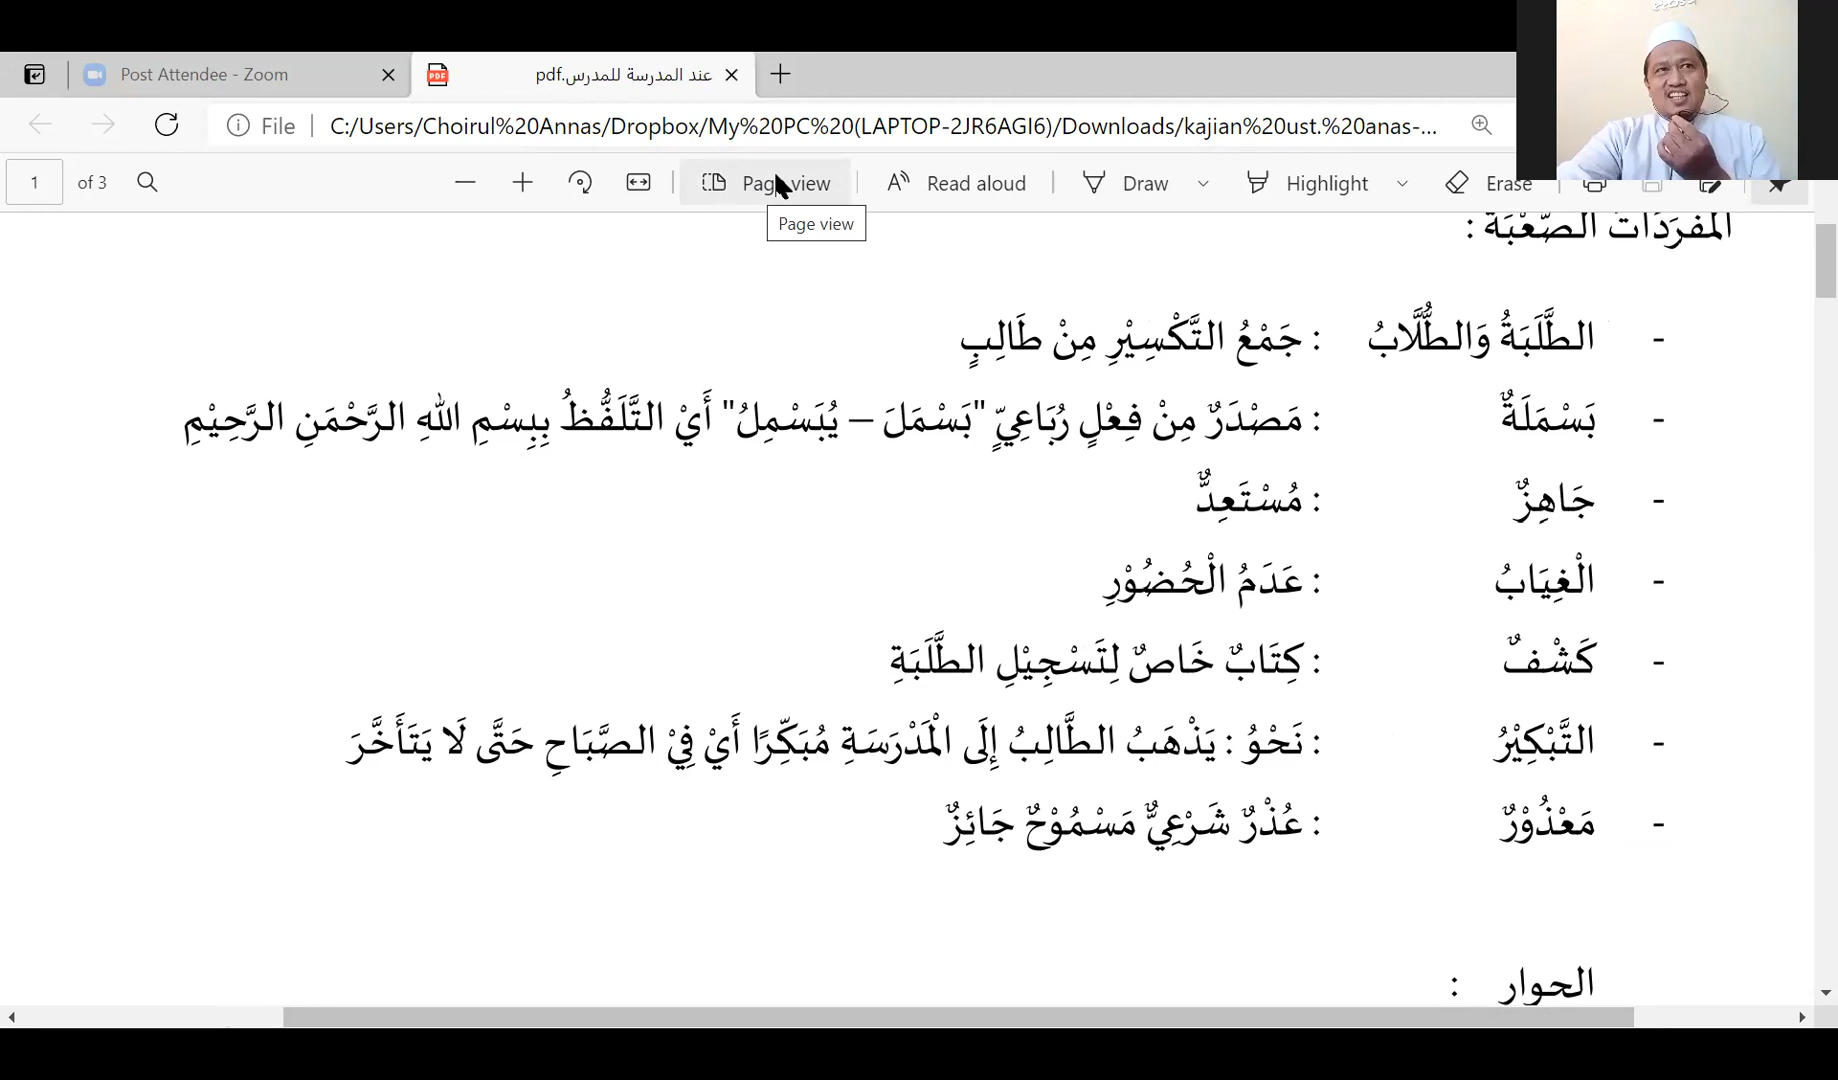 Post Attendee - Zoom
عند المدرسة للمدرس.pdf
File
C:/Users/Choirul%20Annas/Dropbox/My%20PC%20(LAPTOP-2JR6AGI6)/Downloads/kajian%20ust.%20anas-...
1 of 3
Page view
Read aloud
Draw
Highlight
Erase
Page view
المفردات الصعبة :
- الطَّلَبَةُ وَالطُّلَّابُ : جَمْعُ التَّكْسِيْرِ مِنْ طَالِبٍ
- بَسْمَلَةٌ : مَصْدَرٌ مِنْ فِعْلٍ رُبَاعِيٍّ "بَسْمَلَ – يُبَسْمِلُ" أَيْ التَّلَفُّظُ بِبِسْمِ اللهِ الرَّحْمَنِ الرَّحِيْمِ
- جَاهِزٌ : مُسْتَعِدٌّ
- الْغِيَابُ : عَدَمُ الْحُضُوْرِ
- كَشْفٌ : كِتَابٌ خَاصٌ لِتَسْجِيْلِ الطَّلَبَةِ
- التَّبْكِيْرُ : نَحْوُ : يَذْهَبُ الطَّالِبُ إِلَى الْمَدْرَسَةِ مُبَكِّرًا أَيْ فِيْ الصَّبَاحِ حَتَّى لَا يَتَأَخَّرَ
- مَعْذُوْرٌ : عُذْرٌ شَرْعِيٌّ مَسْمُوْحٌ جَائِزٌ
الحوار :